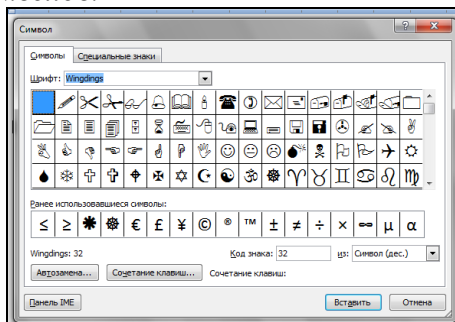 Символ
Символы Специальные знаки
Шрифт: Wingdings
Ранее использовавшиеся символы:
≤ ≥ * ☸ € £ ¥ © ® ™ ± ≠ ÷ × ∞ µ α
Wingdings: 32 Код знака: 32 из: Символ (дес.)
Автозамена... Сочетание клавиш... Сочетание клавиш:
Панель IME Вставить Отмена